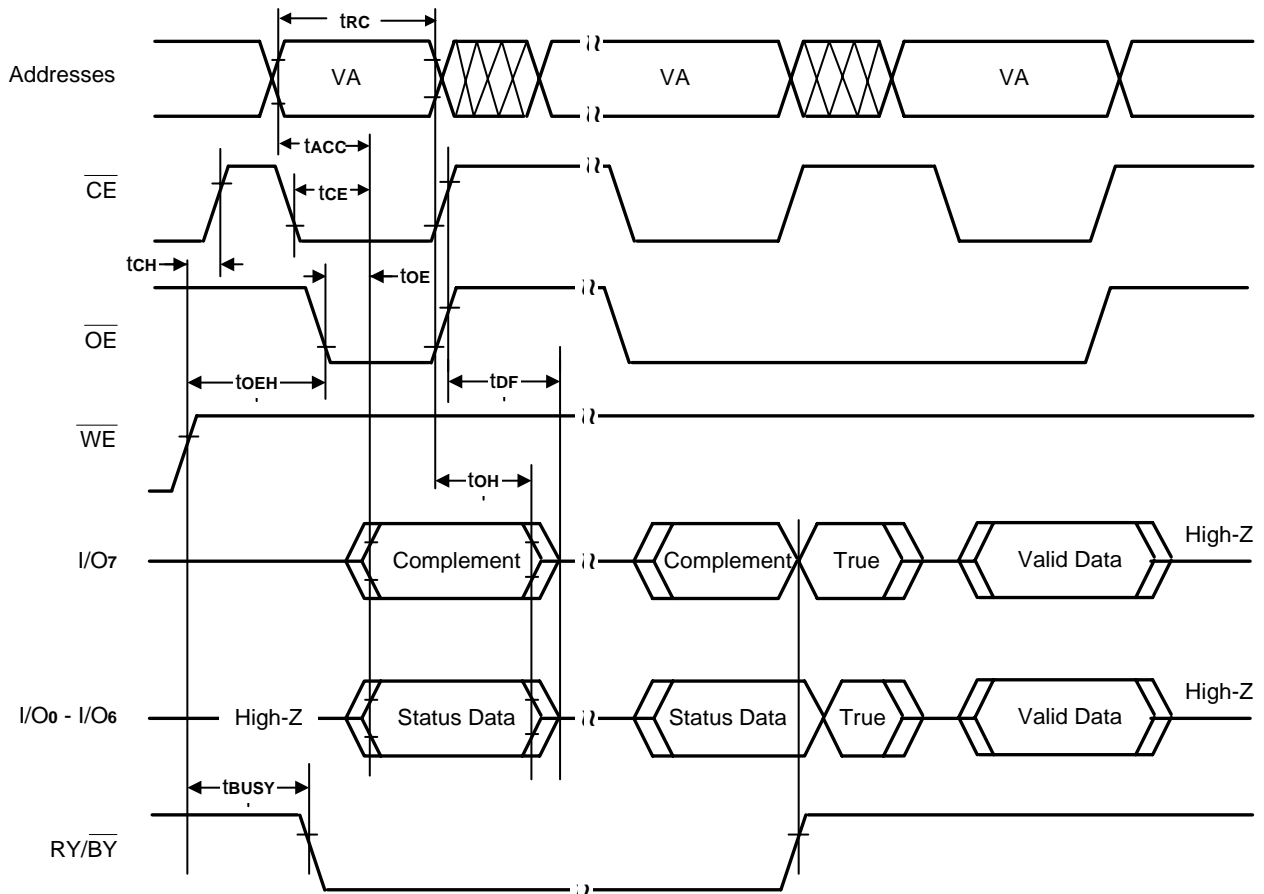 tRC
Addresses VA VA VA
tACC
CE
tCE
tCH
tOE
OE
tOEH
tDF
WE
tOH
I/O7 Complement Complement True Valid Data High-Z
I/O0 - I/O6 High-Z Status Data Status Data True Valid Data High-Z
tBUSY
RY/BY